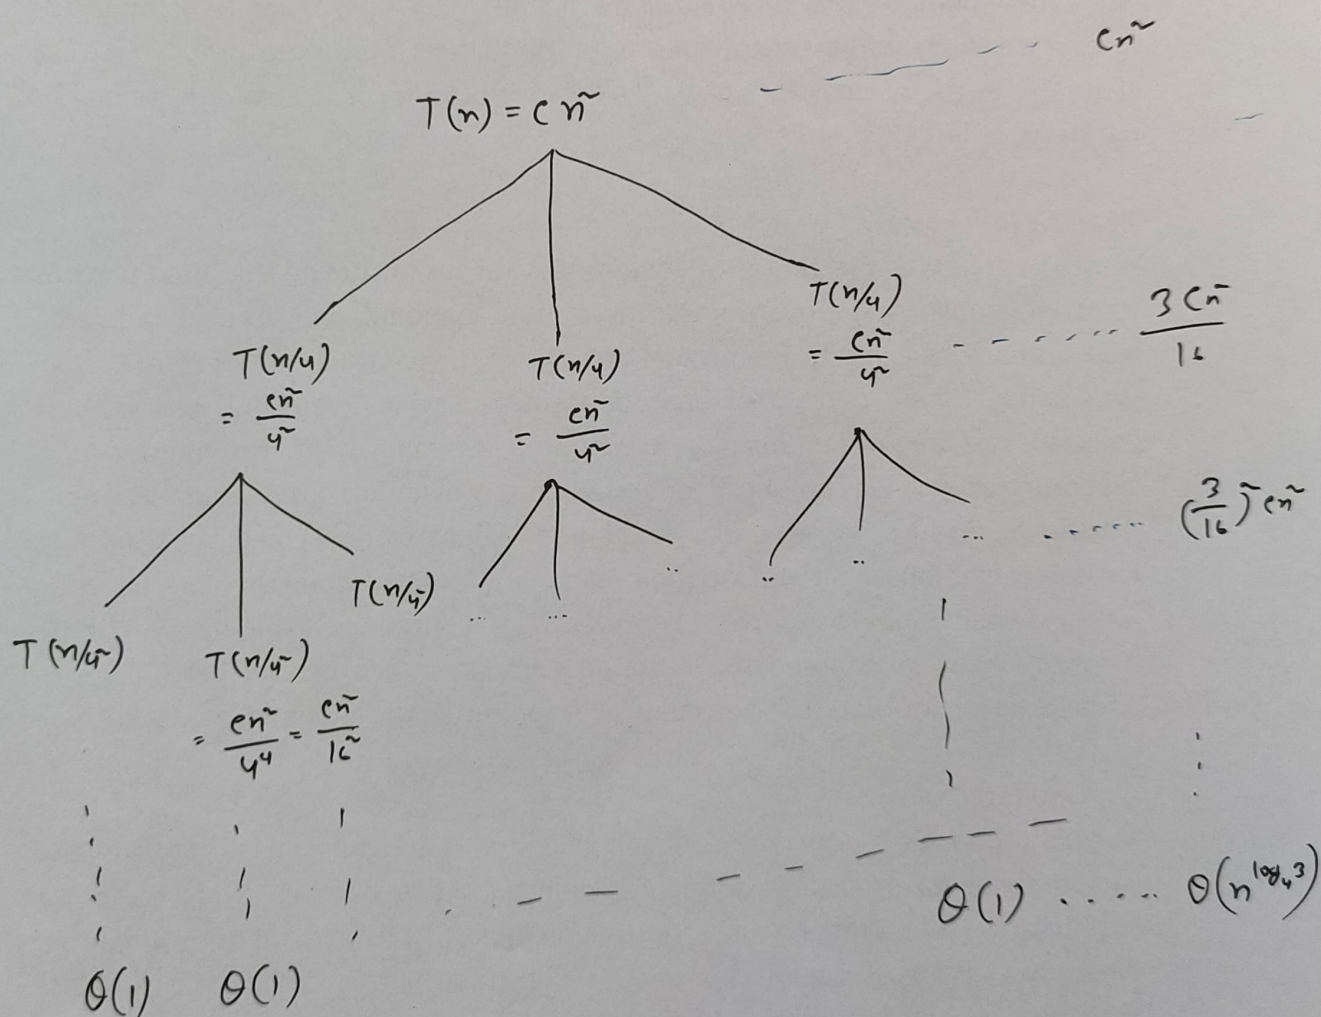 cn²
T(n) = cn²
T(n/4) = cn²/4²
T(n/4) = cn²/4²
T(n/4) = cn²/4² ...... 3cn²/16
T(n/4²)
T(n/4²) = cn²/4⁴ = cn²/16²
T(n/4²)
... ... .. .. .. ... ...... (3/16)² cn²
θ(1) θ(1) θ(1) ..... θ(n^log₄3)